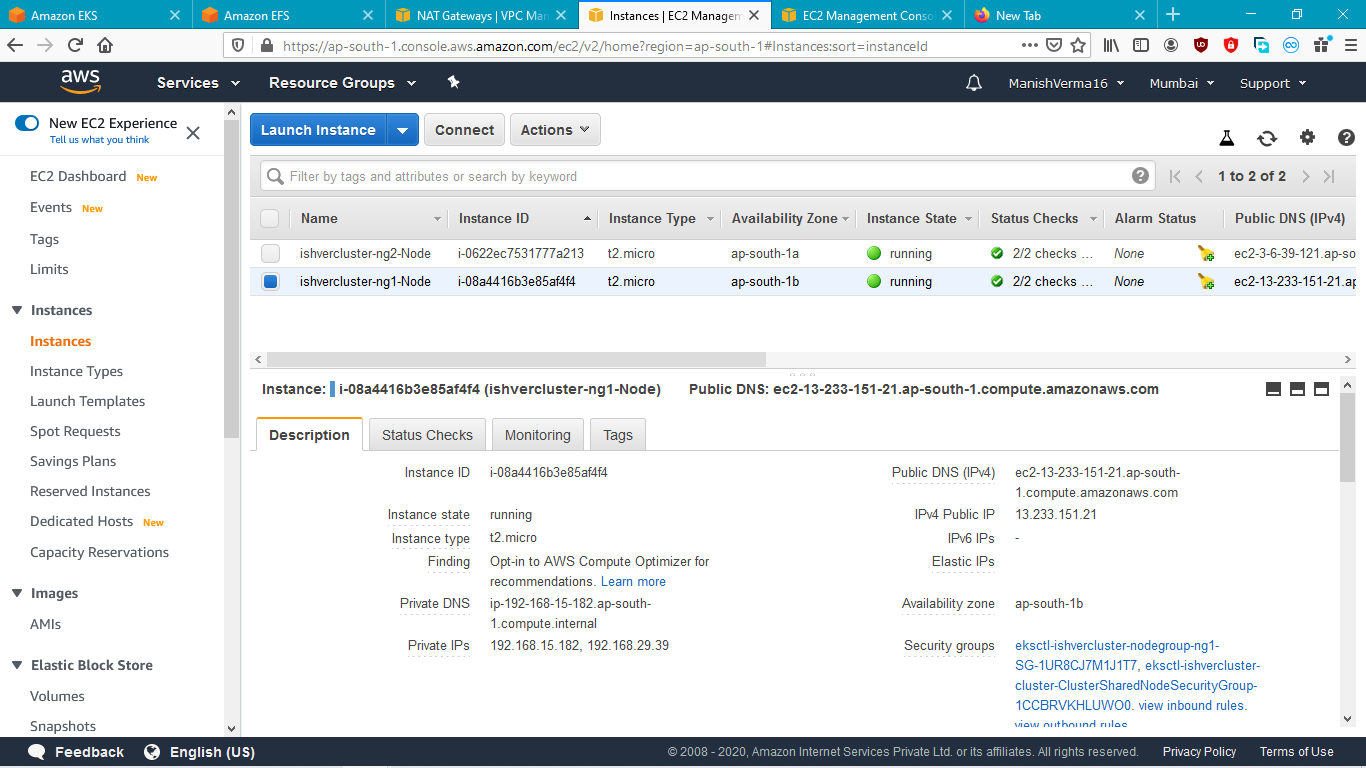 Amazon EKS
Amazon EFS
NAT Gateways | VPC Man
Instances | EC2 Managem
EC2 Management Conso
New Tab
https://ap-south-1.console.aws.amazon.com/ec2/v2/home?region=ap-south-1#Instances:sort=instanceId
aws Services Resource Groups ManishVerma16 Mumbai Support
New EC2 Experience
Tell us what you think
EC2 Dashboard New
Events New
Tags
Limits
Instances
Instances
Instance Types
Launch Templates
Spot Requests
Savings Plans
Reserved Instances
Dedicated Hosts New
Capacity Reservations
Images
AMIs
Elastic Block Store
Volumes
Snapshots
Launch Instance Connect Actions
Filter by tags and attributes or search by keyword
1 to 2 of 2
Name Instance ID Instance Type Availability Zone Instance State Status Checks Alarm Status Public DNS (IPv4)
ishvercluster-ng2-Node i-0622ec7531777a213 t2.micro ap-south-1a running 2/2 checks ... None ec2-3-6-39-121.ap-so
ishvercluster-ng1-Node i-08a4416b3e85af4f4 t2.micro ap-south-1b running 2/2 checks ... None ec2-13-233-151-21.ap
Instance: i-08a4416b3e85af4f4 (ishvercluster-ng1-Node) Public DNS: ec2-13-233-151-21.ap-south-1.compute.amazonaws.com
Description Status Checks Monitoring Tags
Instance ID i-08a4416b3e85af4f4
Instance state running
Instance type t2.micro
Finding Opt-in to AWS Compute Optimizer for
recommendations. Learn more
Private DNS ip-192-168-15-182.ap-south-
1.compute.internal
Private IPs 192.168.15.182, 192.168.29.39
Public DNS (IPv4) ec2-13-233-151-21.ap-south-
1.compute.amazonaws.com
IPv4 Public IP 13.233.151.21
IPv6 IPs -
Elastic IPs
Availability zone ap-south-1b
Security groups eksctl-ishvercluster-nodegroup-ng1-
SG-1UR8CJ7M1J1T7, eksctl-ishvercluster-
cluster-ClusterSharedNodeSecurityGroup-
1CCBRVKHLUWO0. view inbound rules.
view outbound rules
Feedback English (US)
© 2008 - 2020, Amazon Internet Services Private Ltd. or its affiliates. All rights reserved. Privacy Policy Terms of Use